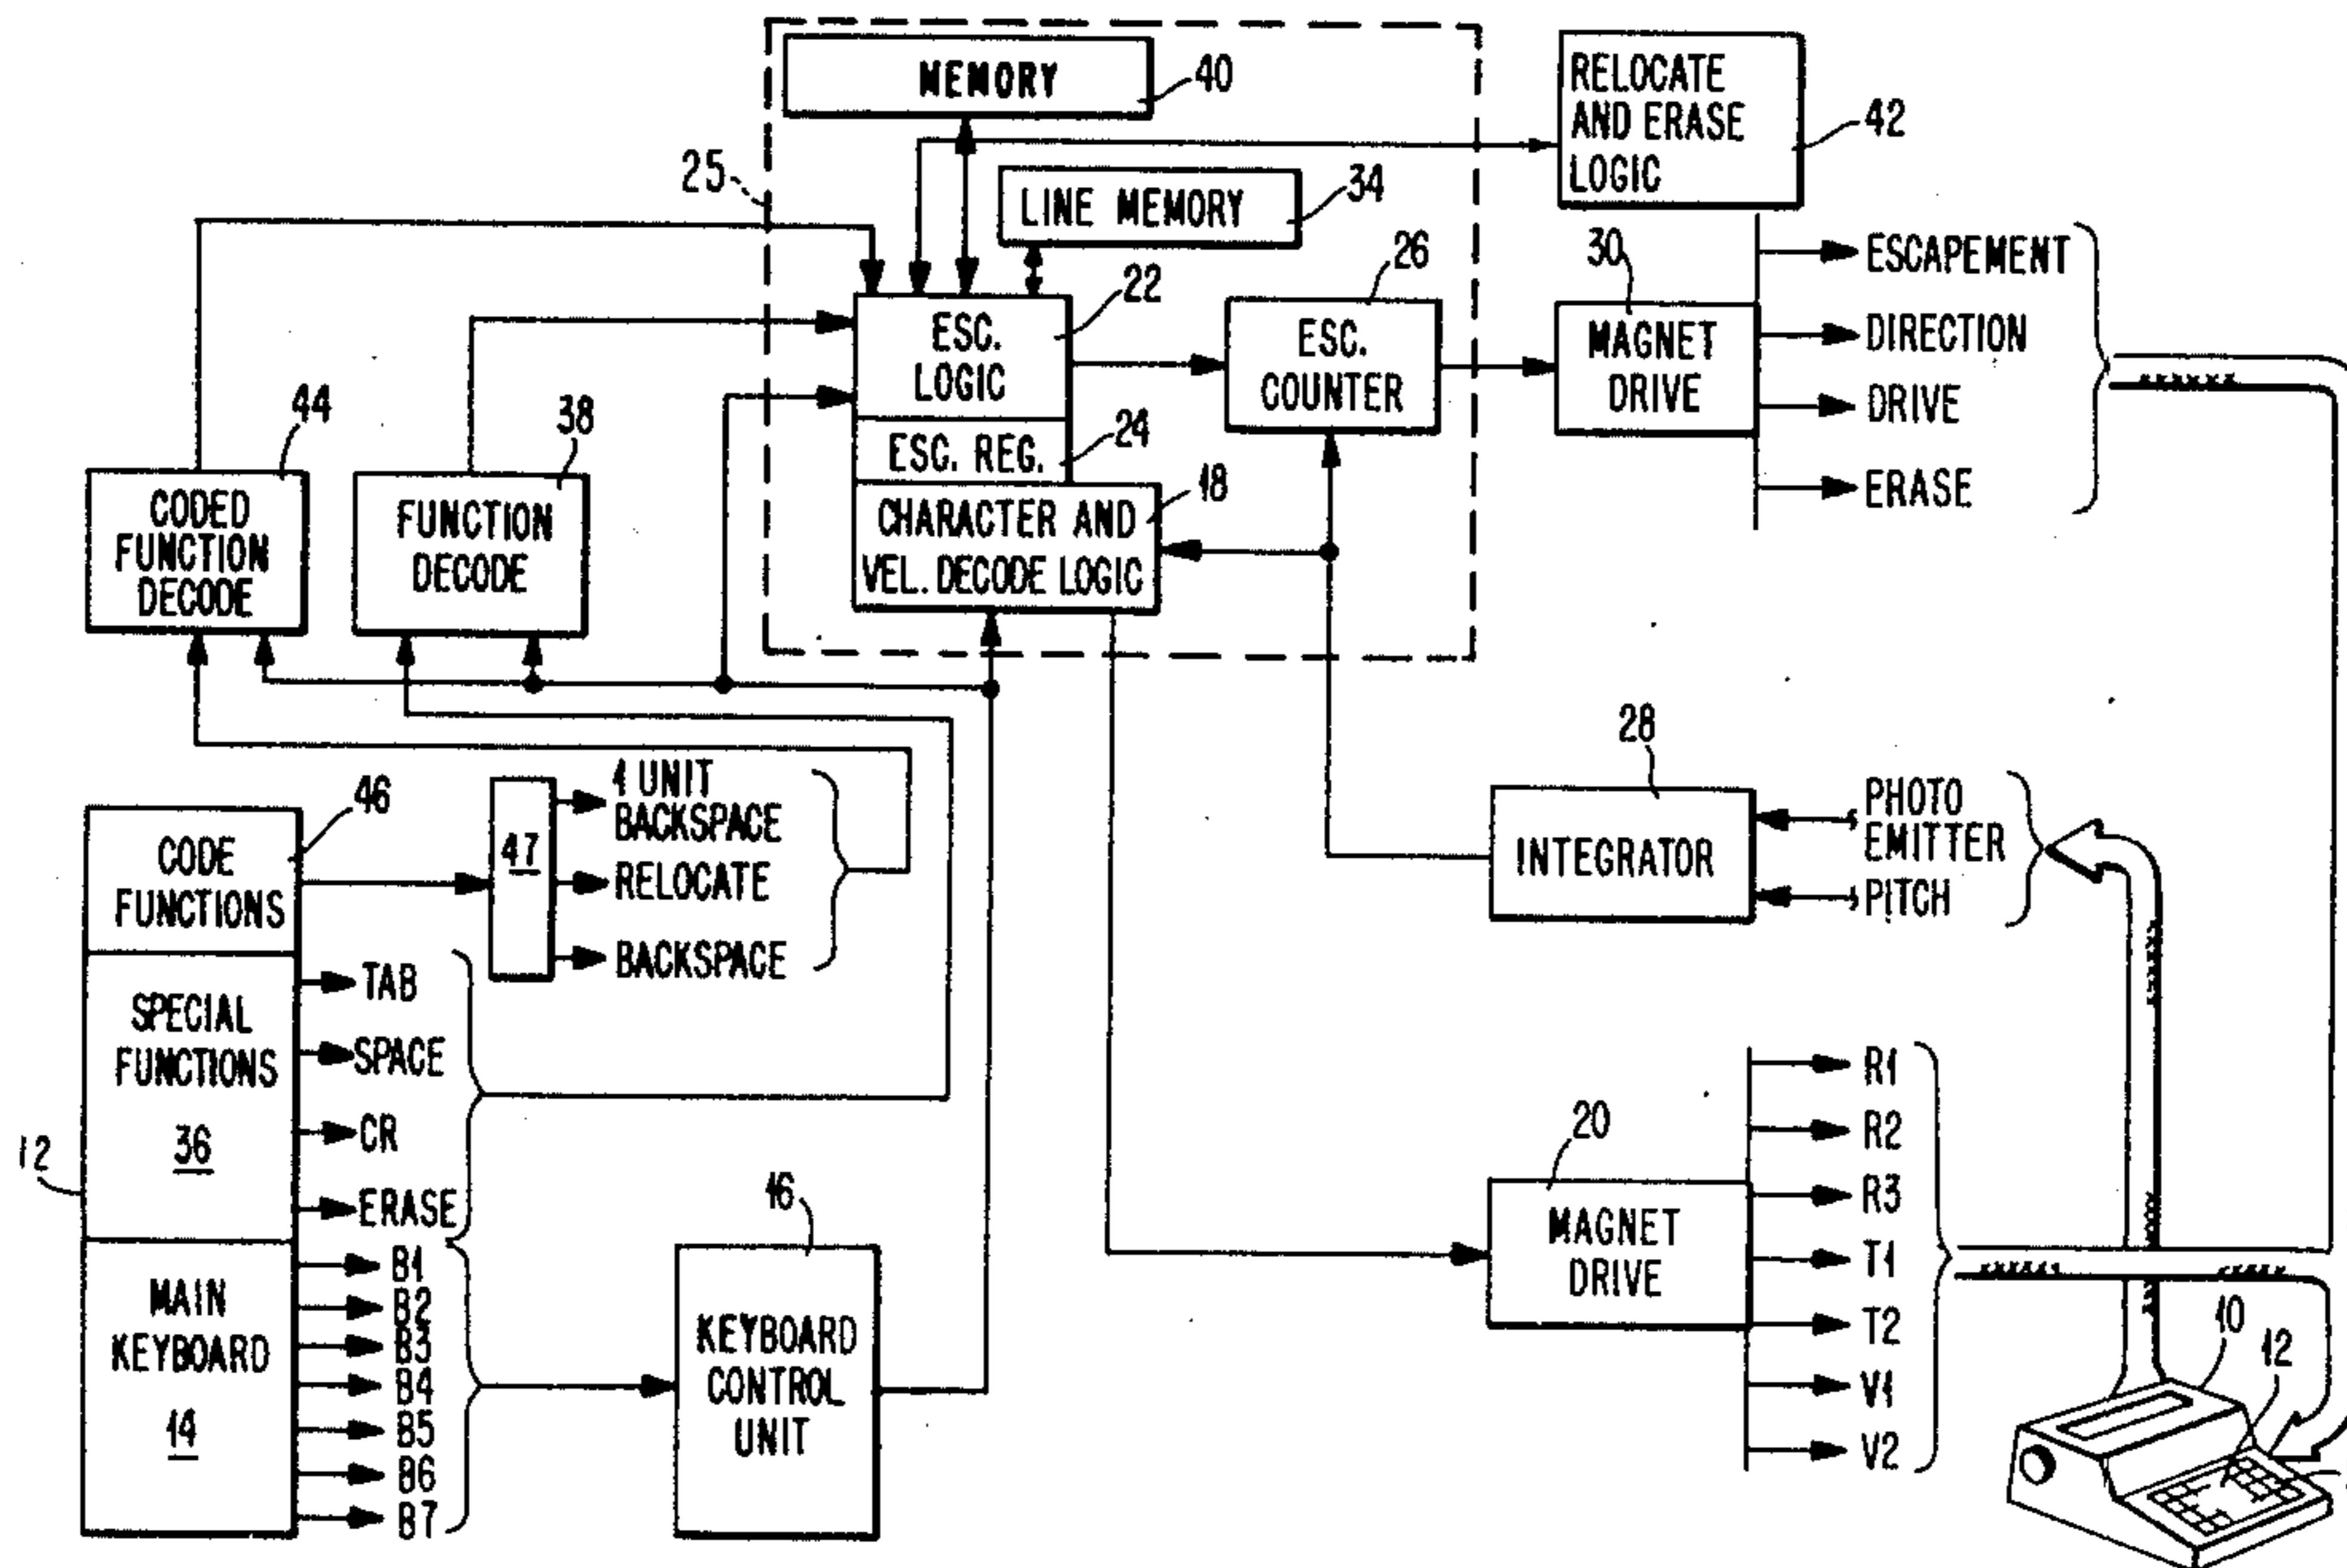 MEMORY
40
RELOCATE
AND ERASE
LOGIC
42
25
LINE MEMORY
34
22
ESC.
LOGIC
26
ESC.
COUNTER
30
MAGNET
DRIVE
ESCAPEMENT
DIRECTION
DRIVE
ERASE
24
ESC. REG.
18
CHARACTER AND
VEL. DECODE LOGIC
44
CODED
FUNCTION
DECODE
38
FUNCTION
DECODE
46
CODE
FUNCTIONS
47
4 UNIT
BACKSPACE
RELOCATE
BACKSPACE
28
INTEGRATOR
PHOTO
EMITTER
PITCH
12
SPECIAL
FUNCTIONS
36
TAB
SPACE
CR
ERASE
MAIN
KEYBOARD
14
B1
B2
B3
B4
B5
B6
B7
16
KEYBOARD
CONTROL
UNIT
20
MAGNET
DRIVE
R1
R2
R3
T1
T2
V1
V2
10
12